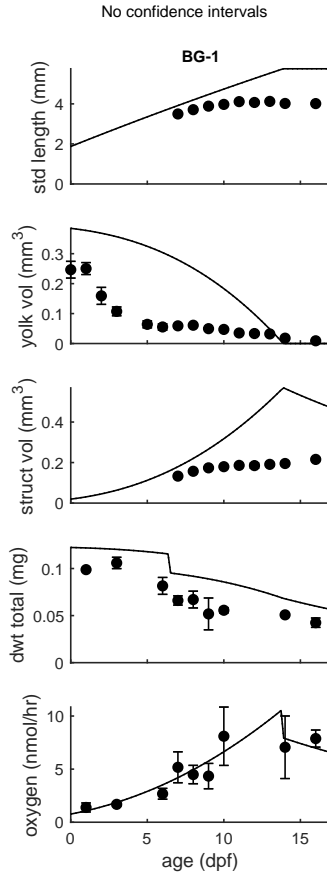 No confidence intervals
BG-1
std length (mm)
4
2
0
yolk vol (mm³)
0.3
0.2
0.1
0
struct vol (mm³)
0.4
0.2
0
dwt total (mg)
0.1
0.05
0
oxygen (nmol/hr)
10
5
0
0 5 10 15
age (dpf)